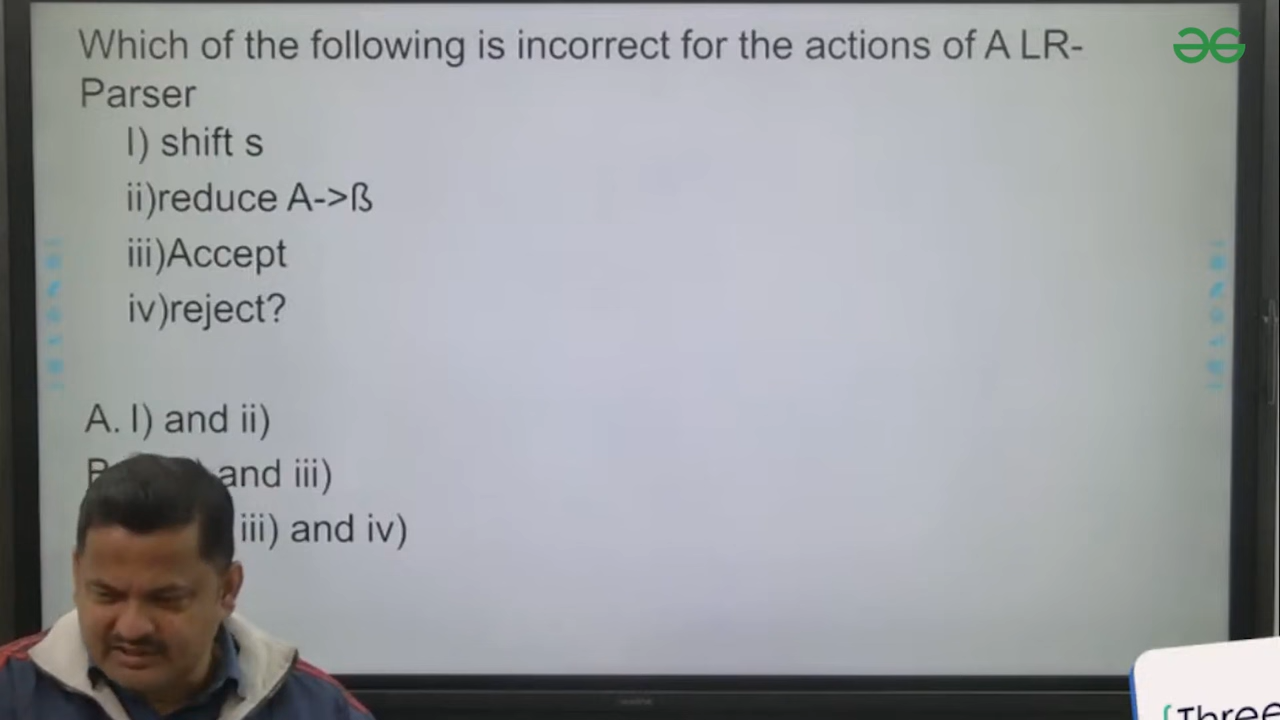 Which of the following is incorrect for the actions of A LR-
Parser
I) shift s
ii)reduce A->ß
iii)Accept
iv)reject?
A. I) and ii)
and iii)
iii) and iv)
{Three